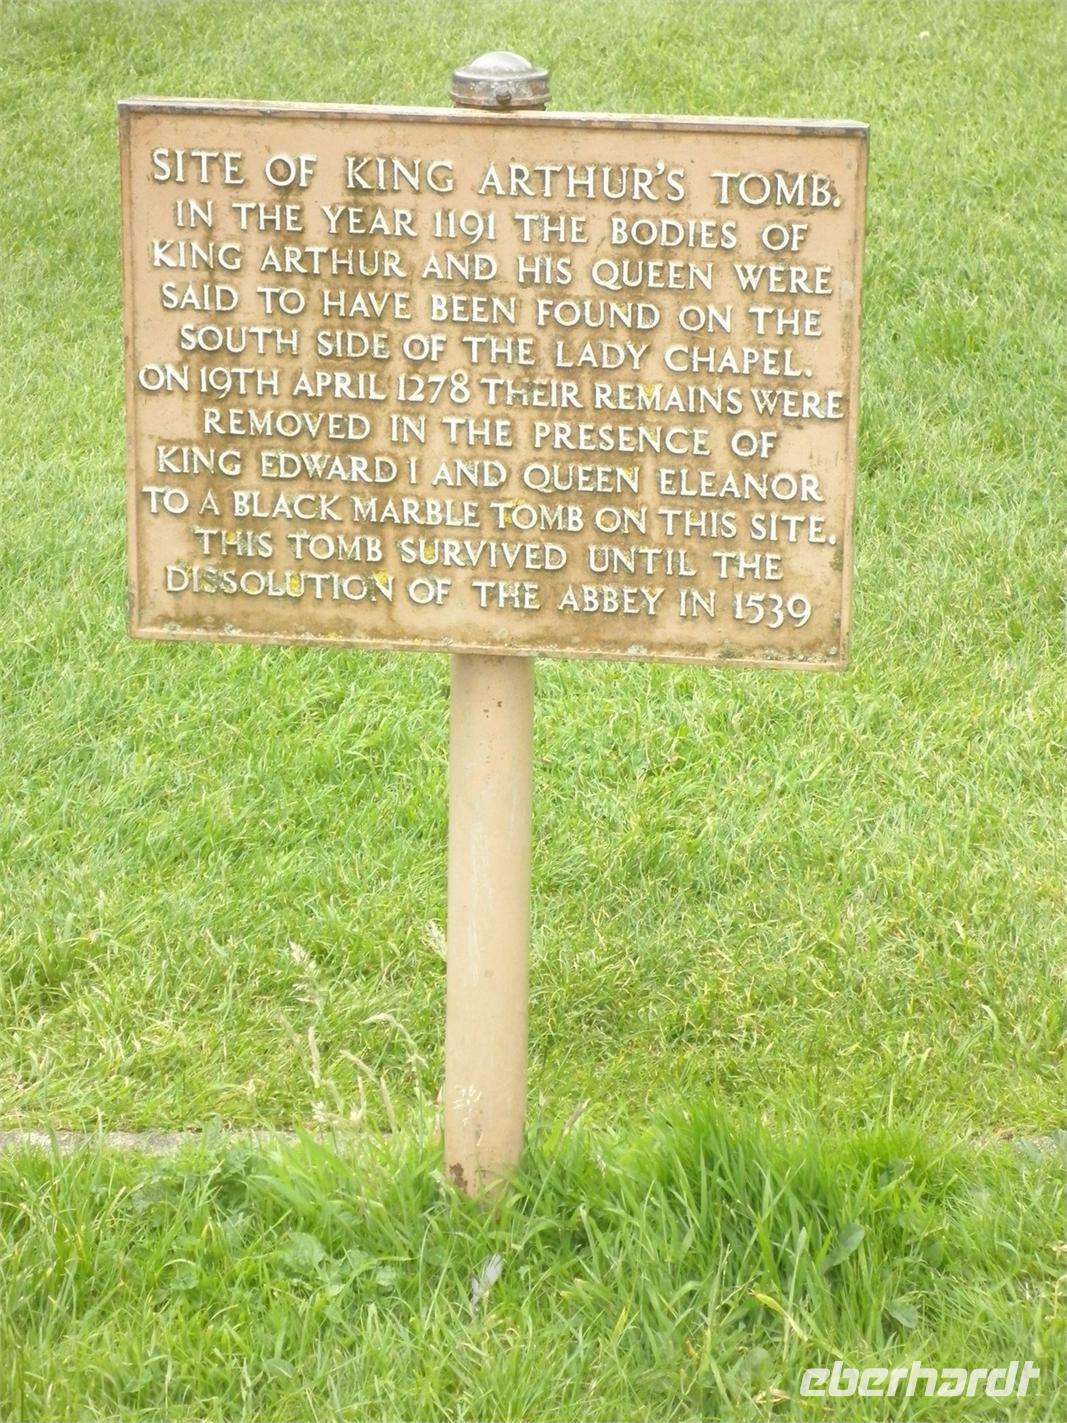 SITE OF KING ARTHUR'S TOMB.
IN THE YEAR 1191 THE BODIES OF
KING ARTHUR AND HIS QUEEN WERE
SAID TO HAVE BEEN FOUND ON THE
SOUTH SIDE OF THE LADY CHAPEL.
ON 19TH APRIL 1278 THEIR REMAINS WERE
REMOVED IN THE PRESENCE OF
KING EDWARD I AND QUEEN ELEANOR
TO A BLACK MARBLE TOMB ON THIS SITE.
THIS TOMB SURVIVED UNTIL THE
DISSOLUTION OF THE ABBEY IN 1539
eberhardt